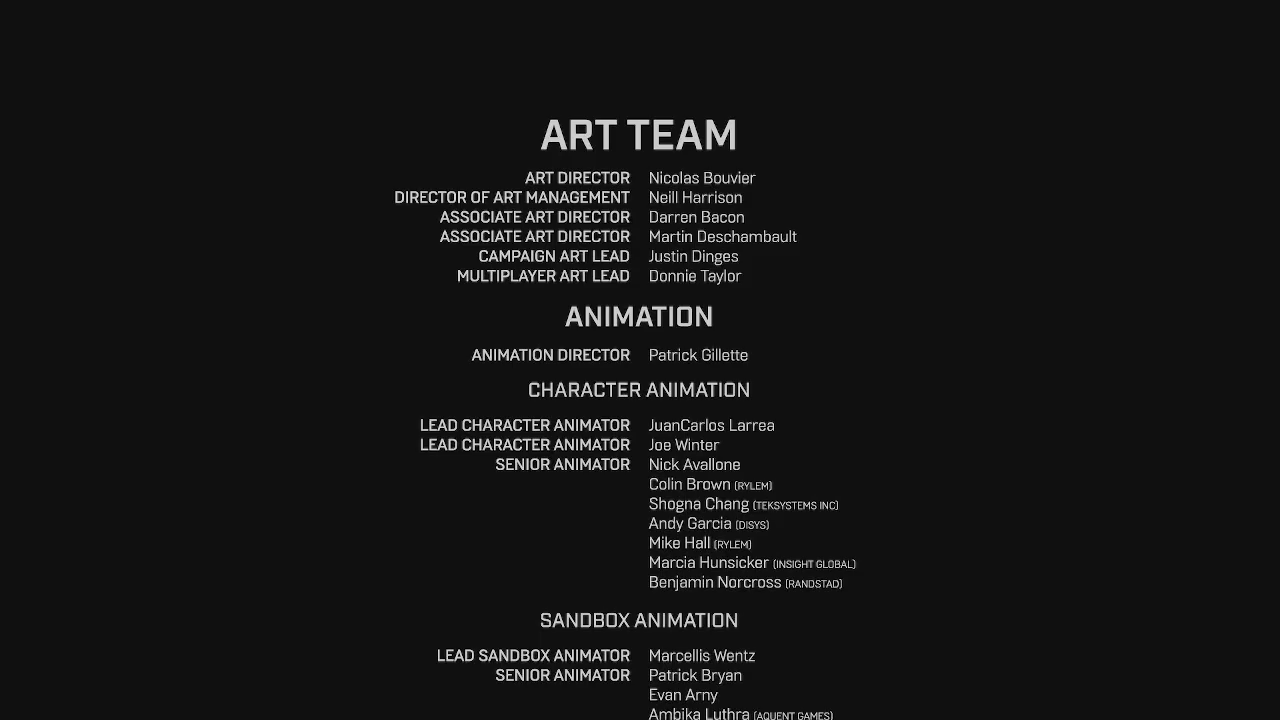 ART TEAM
ART DIRECTOR Nicolas Bouvier
DIRECTOR OF ART MANAGEMENT Neill Harrison
ASSOCIATE ART DIRECTOR Darren Bacon
ASSOCIATE ART DIRECTOR Martin Deschambault
CAMPAIGN ART LEAD Justin Dinges
MULTIPLAYER ART LEAD Donnie Taylor
ANIMATION
ANIMATION DIRECTOR Patrick Gillette
CHARACTER ANIMATION
LEAD CHARACTER ANIMATOR JuanCarlos Larrea
LEAD CHARACTER ANIMATOR Joe Winter
SENIOR ANIMATOR Nick Avallone
Colin Brown (RYLEM)
Shogna Chang (TEKSYSTEMS INC)
Andy Garcia (DISYS)
Mike Hall (RYLEM)
Marcia Hunsicker (INSIGHT GLOBAL)
Benjamin Norcross (RANDSTAD)
SANDBOX ANIMATION
LEAD SANDBOX ANIMATOR Marcellis Wentz
SENIOR ANIMATOR Patrick Bryan
Evan Arny
Ambika Luthra (AQUENT GAMES)